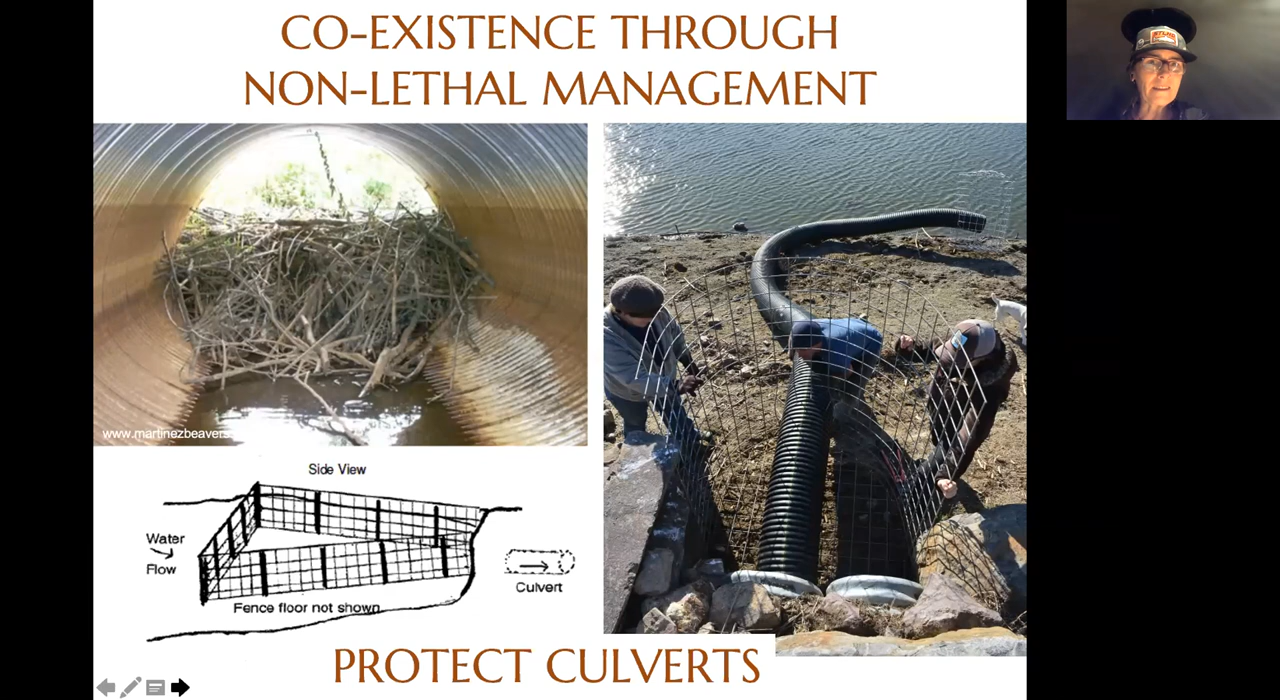 CO-EXISTENCE THROUGH
NON-LETHAL MANAGEMENT
www.martinezbeavers.
Side View
Water
Flow
Culvert
Fence floor not shown
PROTECT CULVERTS